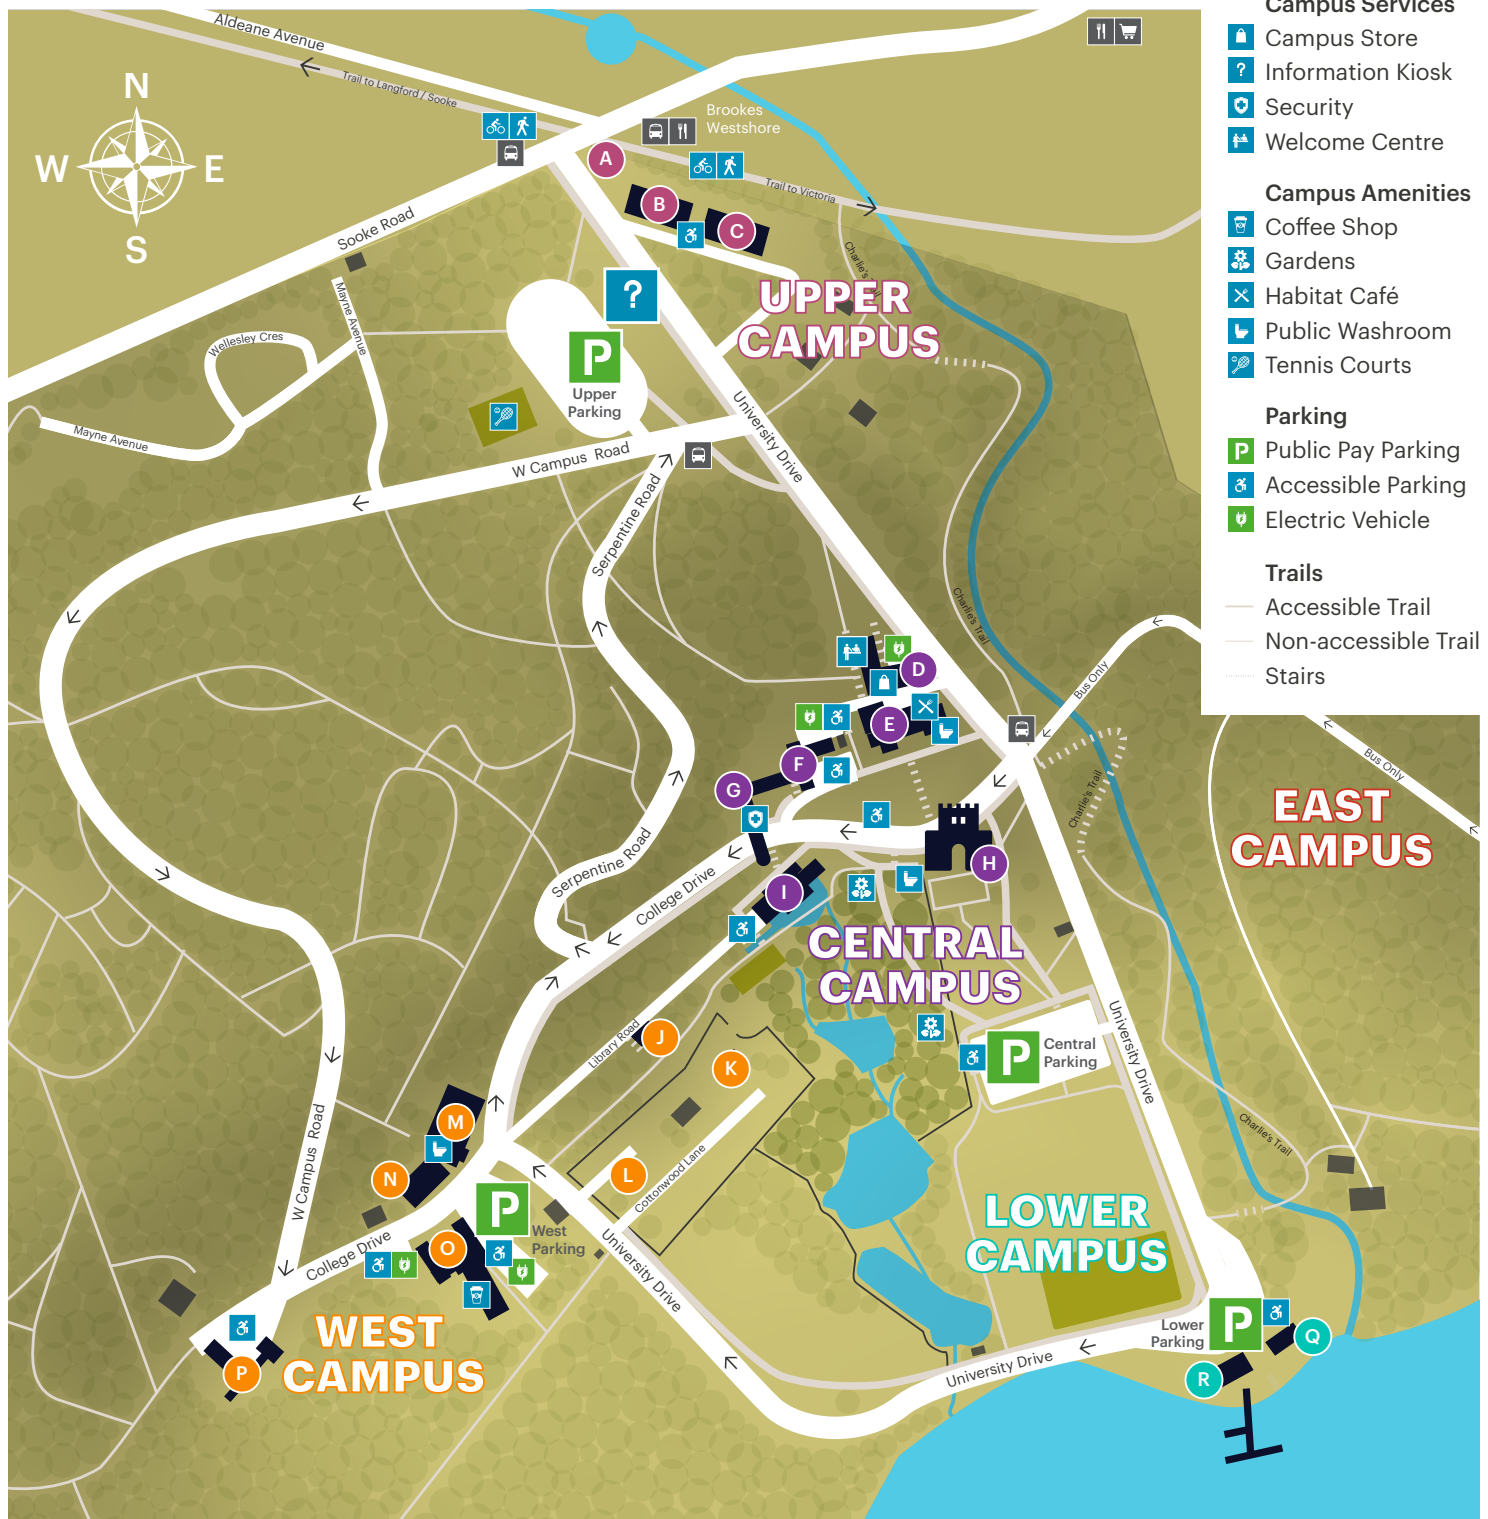 Campus Services
Campus Store
? Information Kiosk
Security
Welcome Centre
Campus Amenities
Coffee Shop
Gardens
Habitat Café
Public Washroom
Tennis Courts
Parking
P Public Pay Parking
Accessible Parking
Electric Vehicle
Trails
Accessible Trail
Non-accessible Trail
Stairs
N
W E
S
Aldeane Avenue
Trail to Langford / Sooke
Brookes
Westshore
Trail to Victoria
Sooke Road
A
B
C
Charlie's Trail
?
UPPER
CAMPUS
P
Upper
Parking
Mayne Avenue
Wellesley Cres
Mayne Avenue
W Campus Road
University Drive
Serpentine Road
Charlie's Trail
Bus Only
Bus Only
D
E
F
G
H
I
Charlie's Trail
EAST
CAMPUS
Serpentine Road
College Drive
CENTRAL
CAMPUS
P
Central
Parking
University Drive
Library Road
J
K
L
Cottonwood Lane
M
N
O
P
West
Parking
W Campus Road
College Drive
University Drive
Charlie's Trail
LOWER
CAMPUS
WEST
CAMPUS
P
Lower
Parking
P
Q
R
University Drive